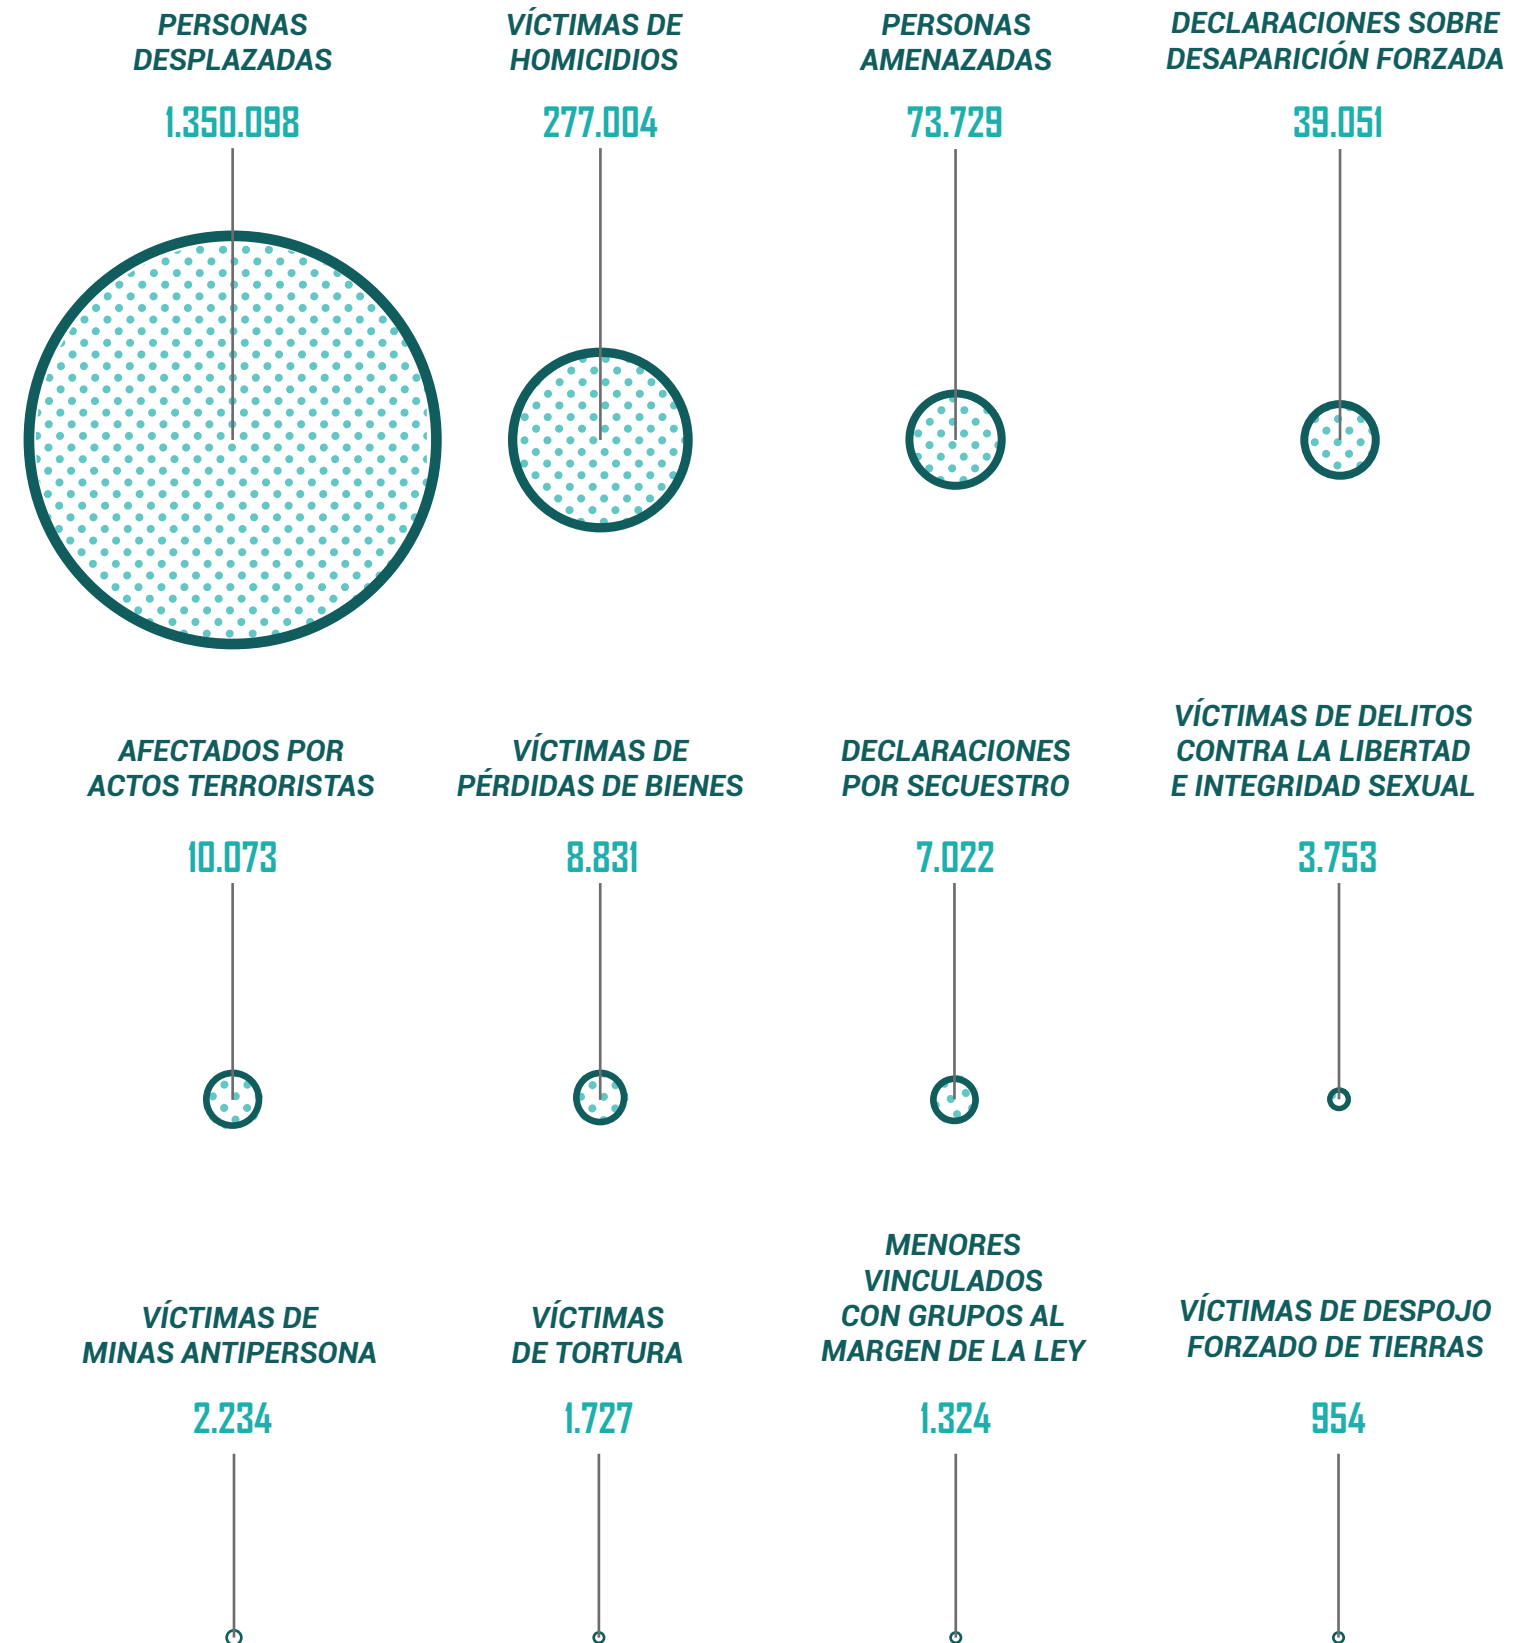 PERSONAS
DESPLAZADAS
1.350.098
VÍCTIMAS DE
HOMICIDIOS
277.004
PERSONAS
AMENAZADAS
73.729
DECLARACIONES SOBRE
DESAPARICIÓN FORZADA
39.051
AFECTADOS POR
ACTOS TERRORISTAS
10.073
VÍCTIMAS DE
PÉRDIDAS DE BIENES
8.831
DECLARACIONES
POR SECUESTRO
7.022
VÍCTIMAS DE DELITOS
CONTRA LA LIBERTAD
E INTEGRIDAD SEXUAL
3.753
VÍCTIMAS DE
MINAS ANTIPERSONA
2.234
VÍCTIMAS
DE TORTURA
1.727
MENORES
VINCULADOS
CON GRUPOS AL
MARGEN DE LA LEY
1.324
VÍCTIMAS DE DESPOJO
FORZADO DE TIERRAS
954